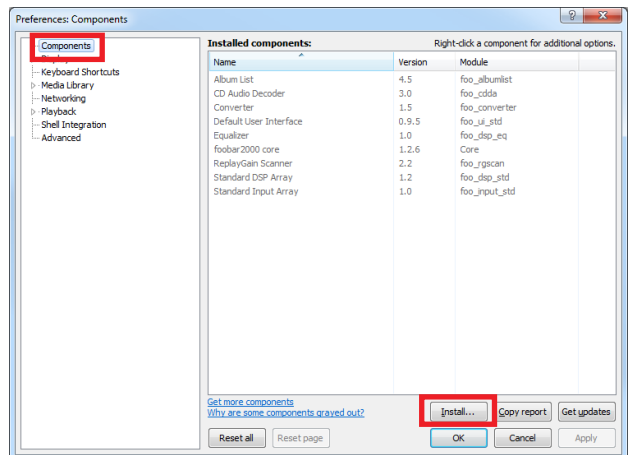 Preferences: Components
Components
Keyboard Shortcuts
Media Library
Networking
Playback
Shell Integration
Advanced
Installed components: Right-click a component for additional options.
Name Version Module
Album List 4.5 foo_albumlist
CD Audio Decoder 3.0 foo_cdda
Converter 1.5 foo_converter
Default User Interface 0.9.5 foo_ui_std
Equalizer 1.0 foo_dsp_eq
foobar2000 core 1.2.6 Core
ReplayGain Scanner 2.2 foo_rgscan
Standard DSP Array 1.2 foo_dsp_std
Standard Input Array 1.0 foo_input_std
Get more components
Why are some components grayed out?
Install... Copy report Get updates
Reset all Reset page OK Cancel Apply